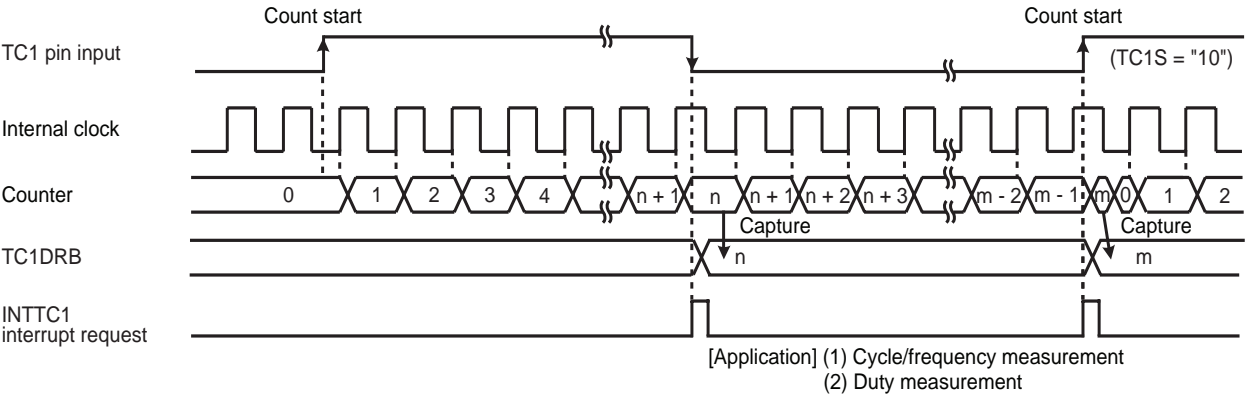 Count start Count start
TC1 pin input
(TC1S = "10")
Internal clock
Counter 0 1 2 3 4 n + 1 n n + 1 n + 2 n + 3 m - 2 m - 1 m 0 1 2
Capture Capture
TC1DRB n m
INTTC1
interrupt request
[Application] (1) Cycle/frequency measurement
(2) Duty measurement